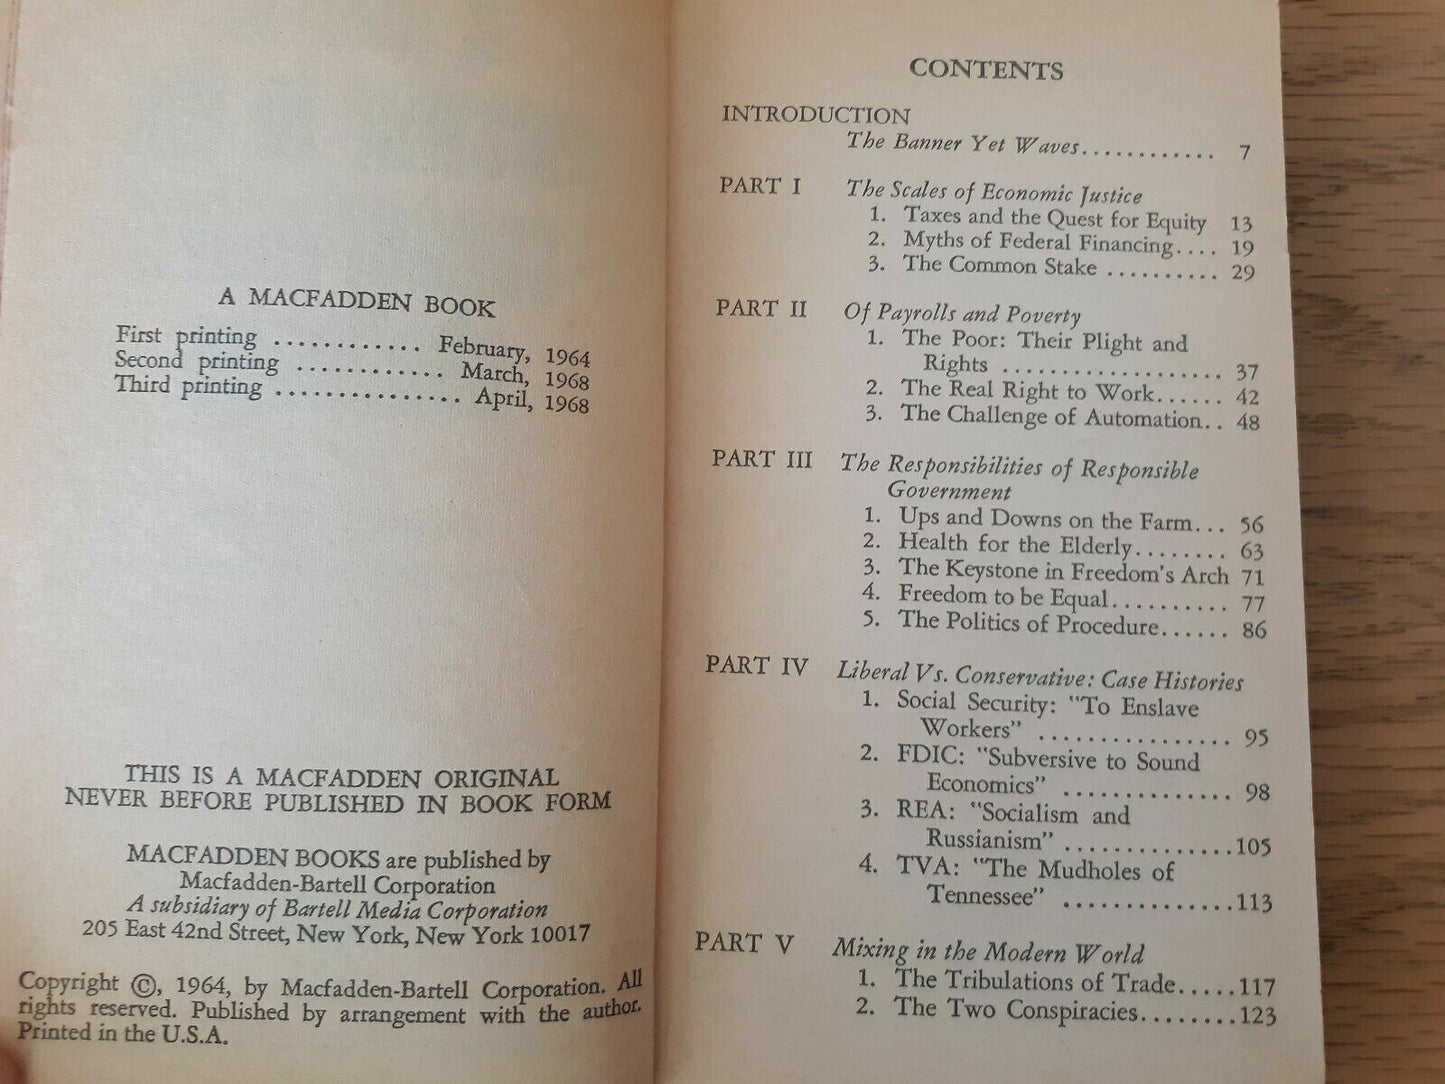 A MACFADDEN BOOK
First printing ............ February, 1964
Second printing ............ March, 1968
Third printing ............... April, 1968
THIS IS A MACFADDEN ORIGINAL
NEVER BEFORE PUBLISHED IN BOOK FORM
MACFADDEN BOOKS are published by
Macfadden-Bartell Corporation
A subsidiary of Bartell Media Corporation
205 East 42nd Street, New York, New York 10017
Copyright ©, 1964, by Macfadden-Bartell Corporation. All
rights reserved. Published by arrangement with the author.
Printed in the U.S.A.
CONTENTS
INTRODUCTION
The Banner Yet Waves............ 7
PART I The Scales of Economic Justice
1. Taxes and the Quest for Equity 13
2. Myths of Federal Financing.... 19
3. The Common Stake .......... 29
PART II Of Payrolls and Poverty
1. The Poor: Their Plight and
Rights .................... 37
2. The Real Right to Work...... 42
3. The Challenge of Automation.. 48
PART III The Responsibilities of Responsible
Government
1. Ups and Downs on the Farm... 56
2. Health for the Elderly........ 63
3. The Keystone in Freedom's Arch 71
4. Freedom to be Equal.......... 77
5. The Politics of Procedure...... 86
PART IV Liberal Vs. Conservative: Case Histories
1. Social Security: "To Enslave
Workers" ................ 95
2. FDIC: "Subversive to Sound
Economics" .............. 98
3. REA: "Socialism and
Russianism" ..............105
4. TVA: "The Mudholes of
Tennessee" ..............113
PART V Mixing in the Modern World
1. The Tribulations of Trade.....117
2. The Two Conspiracies........123